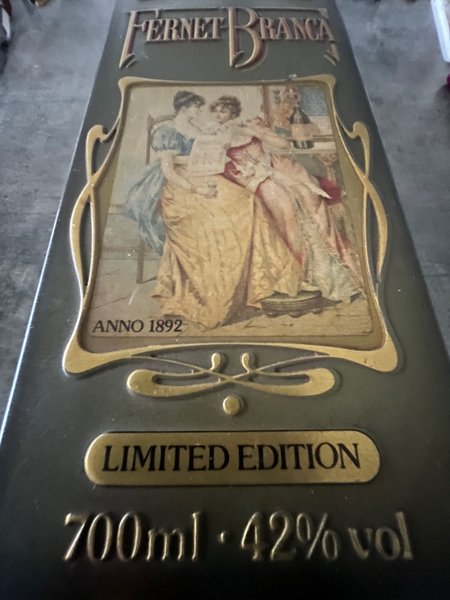 FERNET-BRANCA
ANNO 1892
LIMITED EDITION
700ml · 42% vol